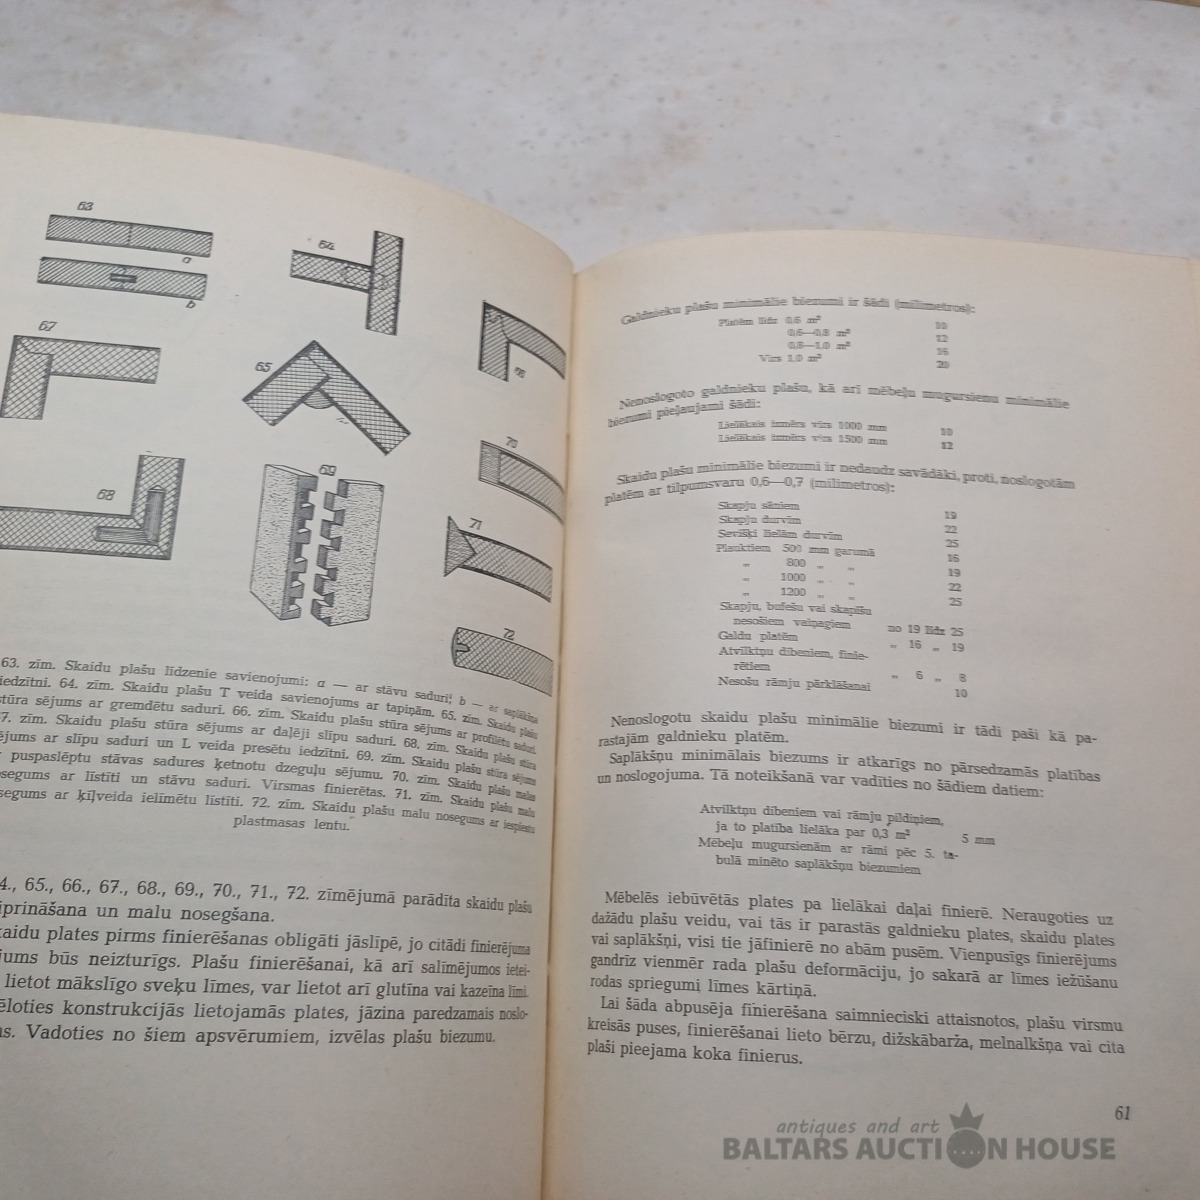 63
a
b
64
67
65
66
68
69
70
71
72
63. zīm. Skaidu plašu līdzenie savienojumi: a — ar stāvu saduri; b — ar saplākšņa
iedzītni. 64. zīm. Skaidu plašu T veida savienojums ar tapiņām. 65. zīm. Skaidu plašu
stūra sējums ar gremdētu saduri. 66. zīm. Skaidu plašu stūra sējums ar profilētu saduri.
67. zīm. Skaidu plašu stūra sējums ar daļēji slīpu saduri. 68. zīm. Skaidu plašu stūra
sējums ar slīpu saduri un L veida presētu iedzītni. 69. zīm. Skaidu plašu stūra sējums
puspaslēptu stāvas sadures ķetnotu dzeguļu sējumu. 70. zīm. Skaidu plašu malas
nosegums ar līstīti un stāvu saduri. Virsmas finierētas. 71. zīm. Skaidu plašu malu
nosegums ar ķīļveida ielīmētu līstīti. 72. zīm. Skaidu plašu malu nosegums ar iespiestu
plastmasas lentu.
4., 65., 66., 67., 68., 69., 70., 71., 72. zīmējumā parādīta skaidu plašu
iprināšana un malu nosegšana.
kaidu plates pirms finierēšanas obligāti jāslīpē, jo citādi finierējuma
jums būs neizturīgs. Plašu finierēšanai, kā arī salīmējumos ietei-
lietot mākslīgo sveķu līmes, var lietot arī glutīna vai kazeīna līmi.
ēloties konstrukcijās lietojamās plates, jāzina paredzamais noslo-
ms. Vadoties no šiem apsvērumiem, izvēlas plašu biezumu.
Galdnieku plašu minimālie biezumi ir šādi (milimetros):
Platēm līdz 0,6 m² 10
0,6—0,8 m² 12
0,8—1,0 m² 16
Virs 1,0 m² 20
Nenoslogoto galdnieku plašu, kā arī mēbeļu mugursienu minimālie
biezumi pieļaujami šādi:
Lielākais izmērs virs 1000 mm 10
Lielākais izmērs virs 1500 mm 12
Skaidu plašu minimālie biezumi ir nedaudz savādāki, proti, noslogotām
platēm ar tilpumsvaru 0,6—0,7 (milimetros):
Skapju sāniem 19
Skapju durvīm 22
Sevišķi lielām durvīm 25
Plauktiem 500 mm garumā 16
„ 800 „ „ 19
„ 1000 „ „ 22
„ 1200 „ „ 25
Skapju, bufešu vai skapīšu
nesošiem vaiņagiem no 19 līdz 25
Galdu platēm „ 16 „ 19
Atvilktņu dibeniem, finie-
rētiem „ 6 „ 8
Nesošu rāmju pārklāšanai 10
Nenoslogotu skaidu plašu minimālie biezumi ir tādi paši kā pa-
rastajām galdnieku platēm.
Saplākšņu minimālais biezums ir atkarīgs no pārsedzamās platības
un noslogojuma. Tā noteikšanā var vadīties no šādiem datiem:
Atvilktņu dibeniem vai rāmju pildiņiem,
ja to platība lielāka par 0,3 m² 5 mm
Mēbeļu mugursienām ar rāmi pēc 5. ta-
bulā minēto saplākšņu biezumiem
Mēbelēs iebūvētās plates pa lielākai daļai finierē. Neraugoties uz
dažādu plašu veidu, vai tās ir parastās galdnieku plates, skaidu plates
vai saplākšņi, visi tie jāfinierē no abām pusēm. Vienpusīgs finierējums
gandrīz vienmēr rada plašu deformāciju, jo sakarā ar līmes iežūšanu
rodas spriegumi līmes kārtiņā.
Lai šāda abpusēja finierēšana saimnieciski attaisnotos, plašu virsmu
kreisās puses, finierēšanai lieto bērzu, dižskābarža, melnalkšņa vai cita
plaši pieejama koka finierus.
61
antiques and art
BALTARS AUCTION HOUSE